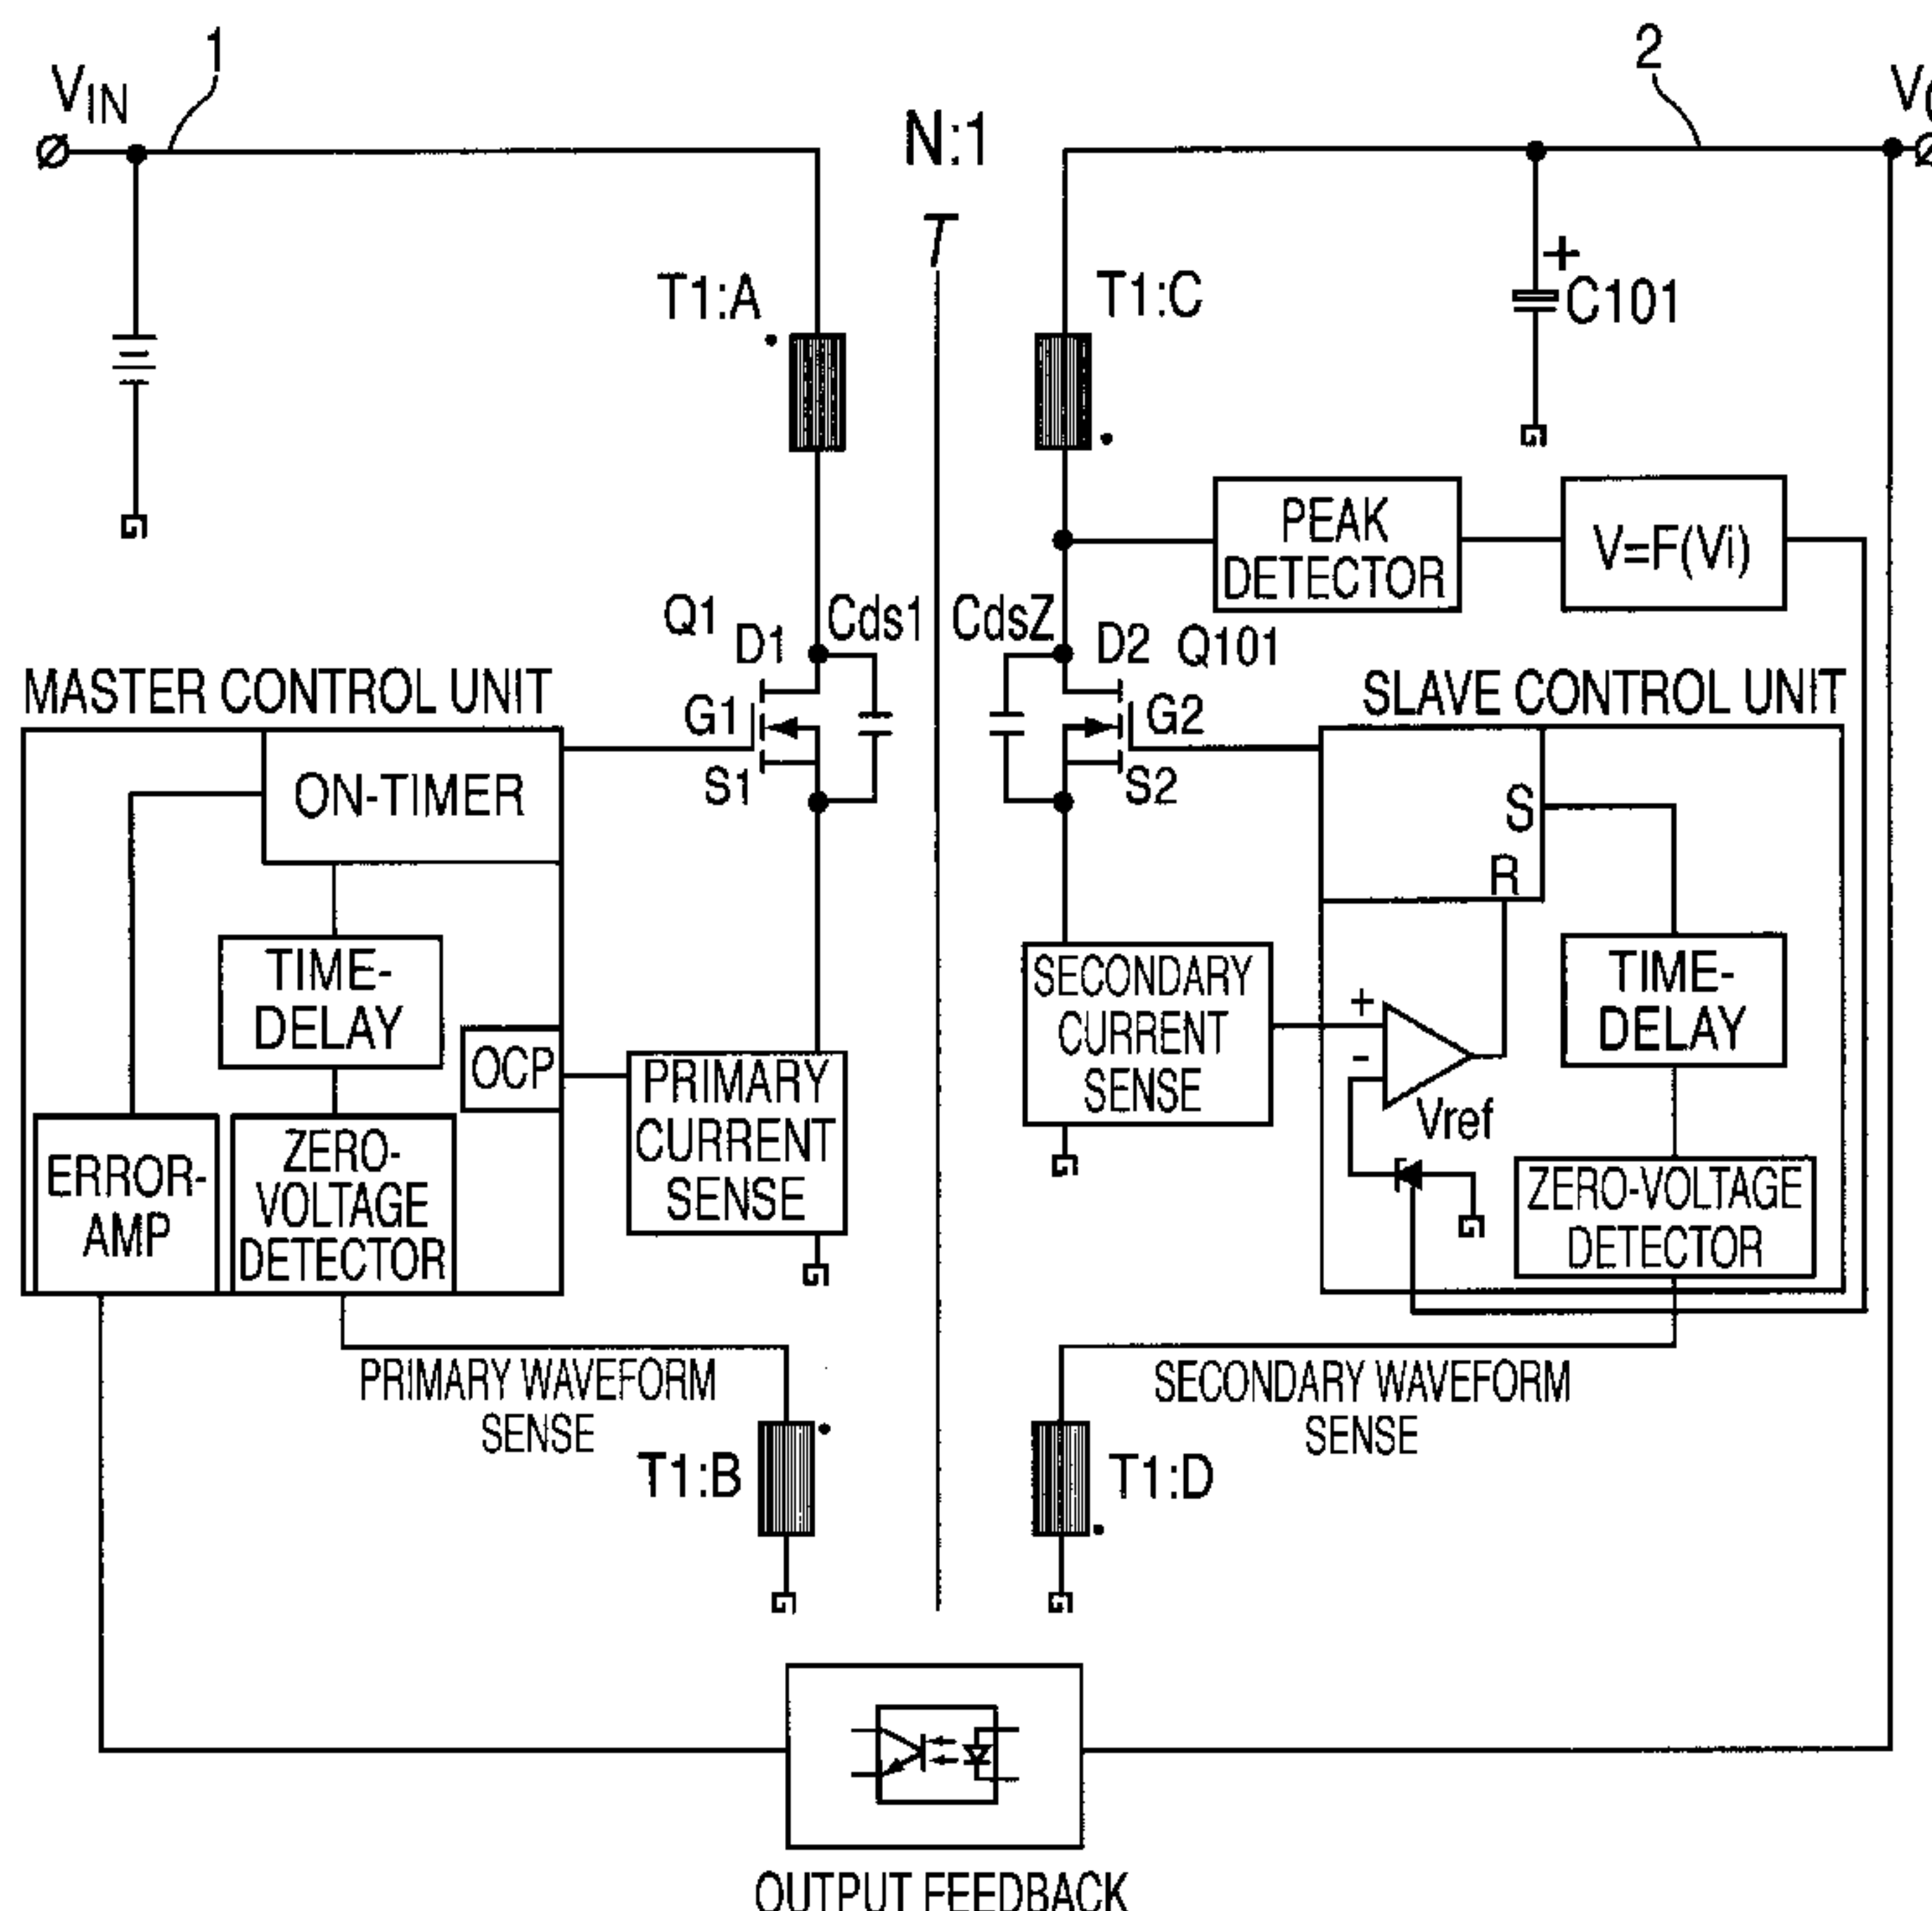 1
2
VIN
N:1
T
T1:A
T1:C
+
C101
PEAK
DETECTOR
V=F(Vi)
Q1
D1
Cds1
CdsZ
D2
Q101
MASTER CONTROL UNIT
SLAVE CONTROL UNIT
G1
G2
S1
S2
ON-TIMER
S
R
TIME-
DELAY
OCP
PRIMARY
CURRENT
SENSE
SECONDARY
CURRENT
SENSE
+
-
Vref
TIME-
DELAY
ERROR-
AMP
ZERO-
VOLTAGE
DETECTOR
ZERO-VOLTAGE
DETECTOR
PRIMARY WAVEFORM
SENSE
SECONDARY WAVEFORM
SENSE
T1:B
T1:D
OUTPUT FEEDBACK